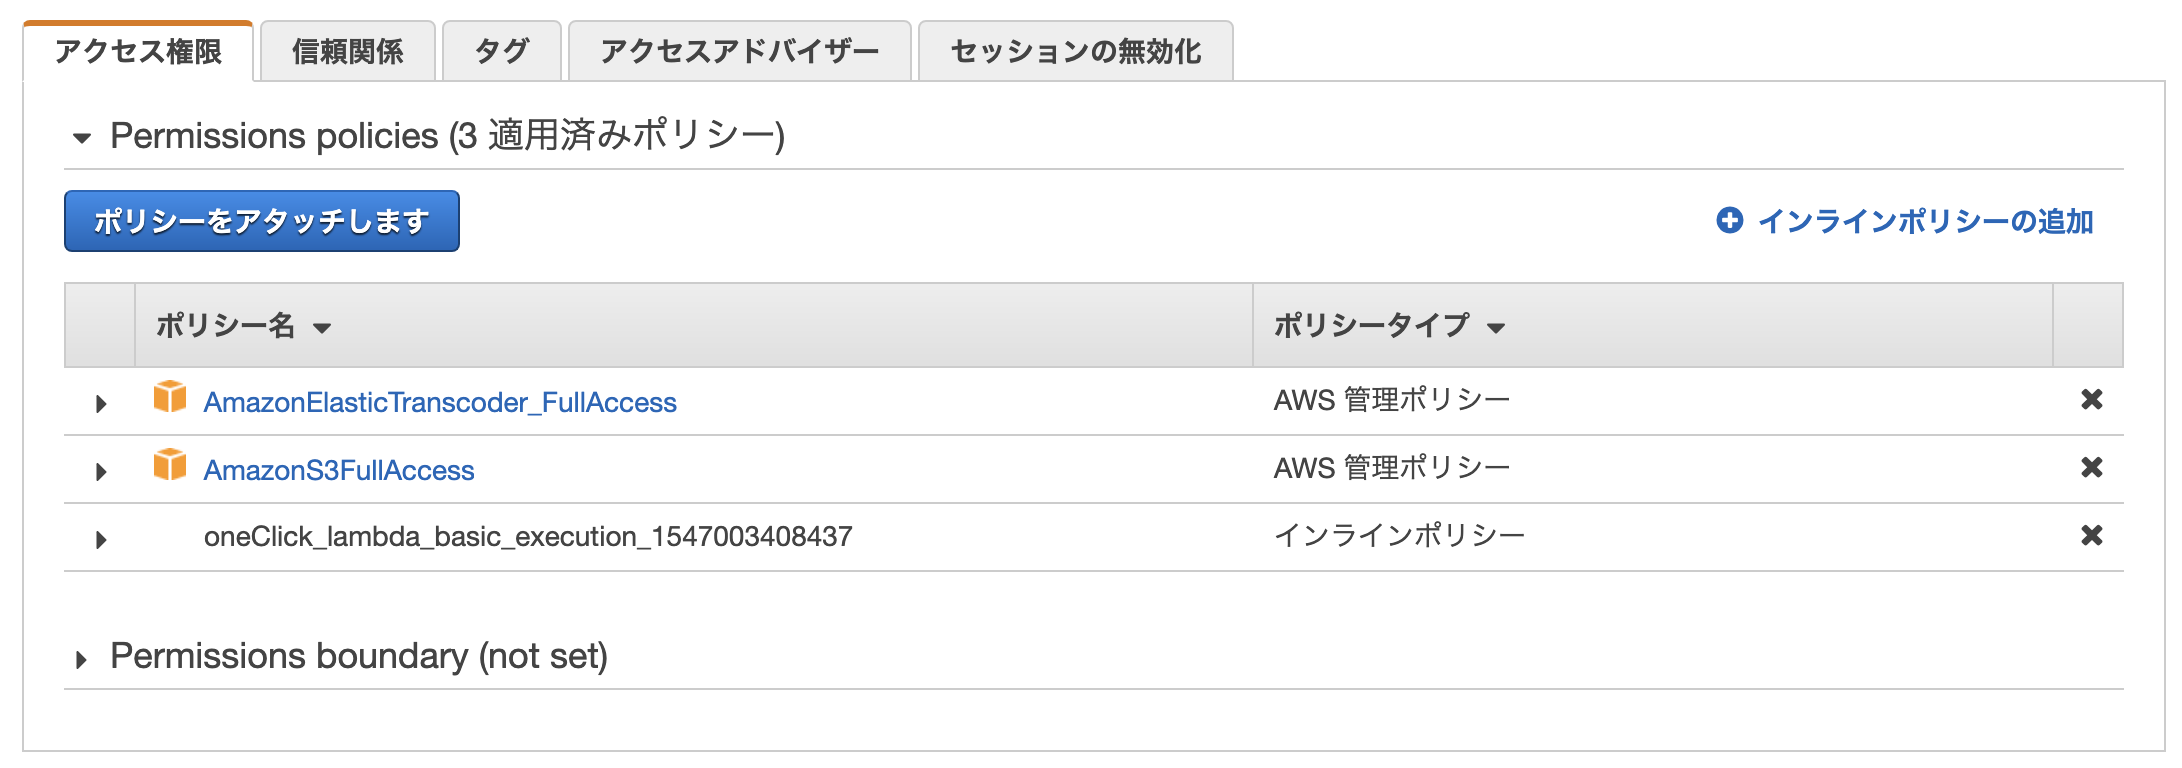 アクセス権限 信頼関係 タグ アクセスアドバイザー セッションの無効化
Permissions policies (3 適用済みポリシー)
ポリシーをアタッチします インラインポリシーの追加
ポリシー名 ポリシータイプ
AmazonElasticTranscoder_FullAccess AWS 管理ポリシー
AmazonS3FullAccess AWS 管理ポリシー
oneClick_lambda_basic_execution_1547003408437 インラインポリシー
Permissions boundary (not set)